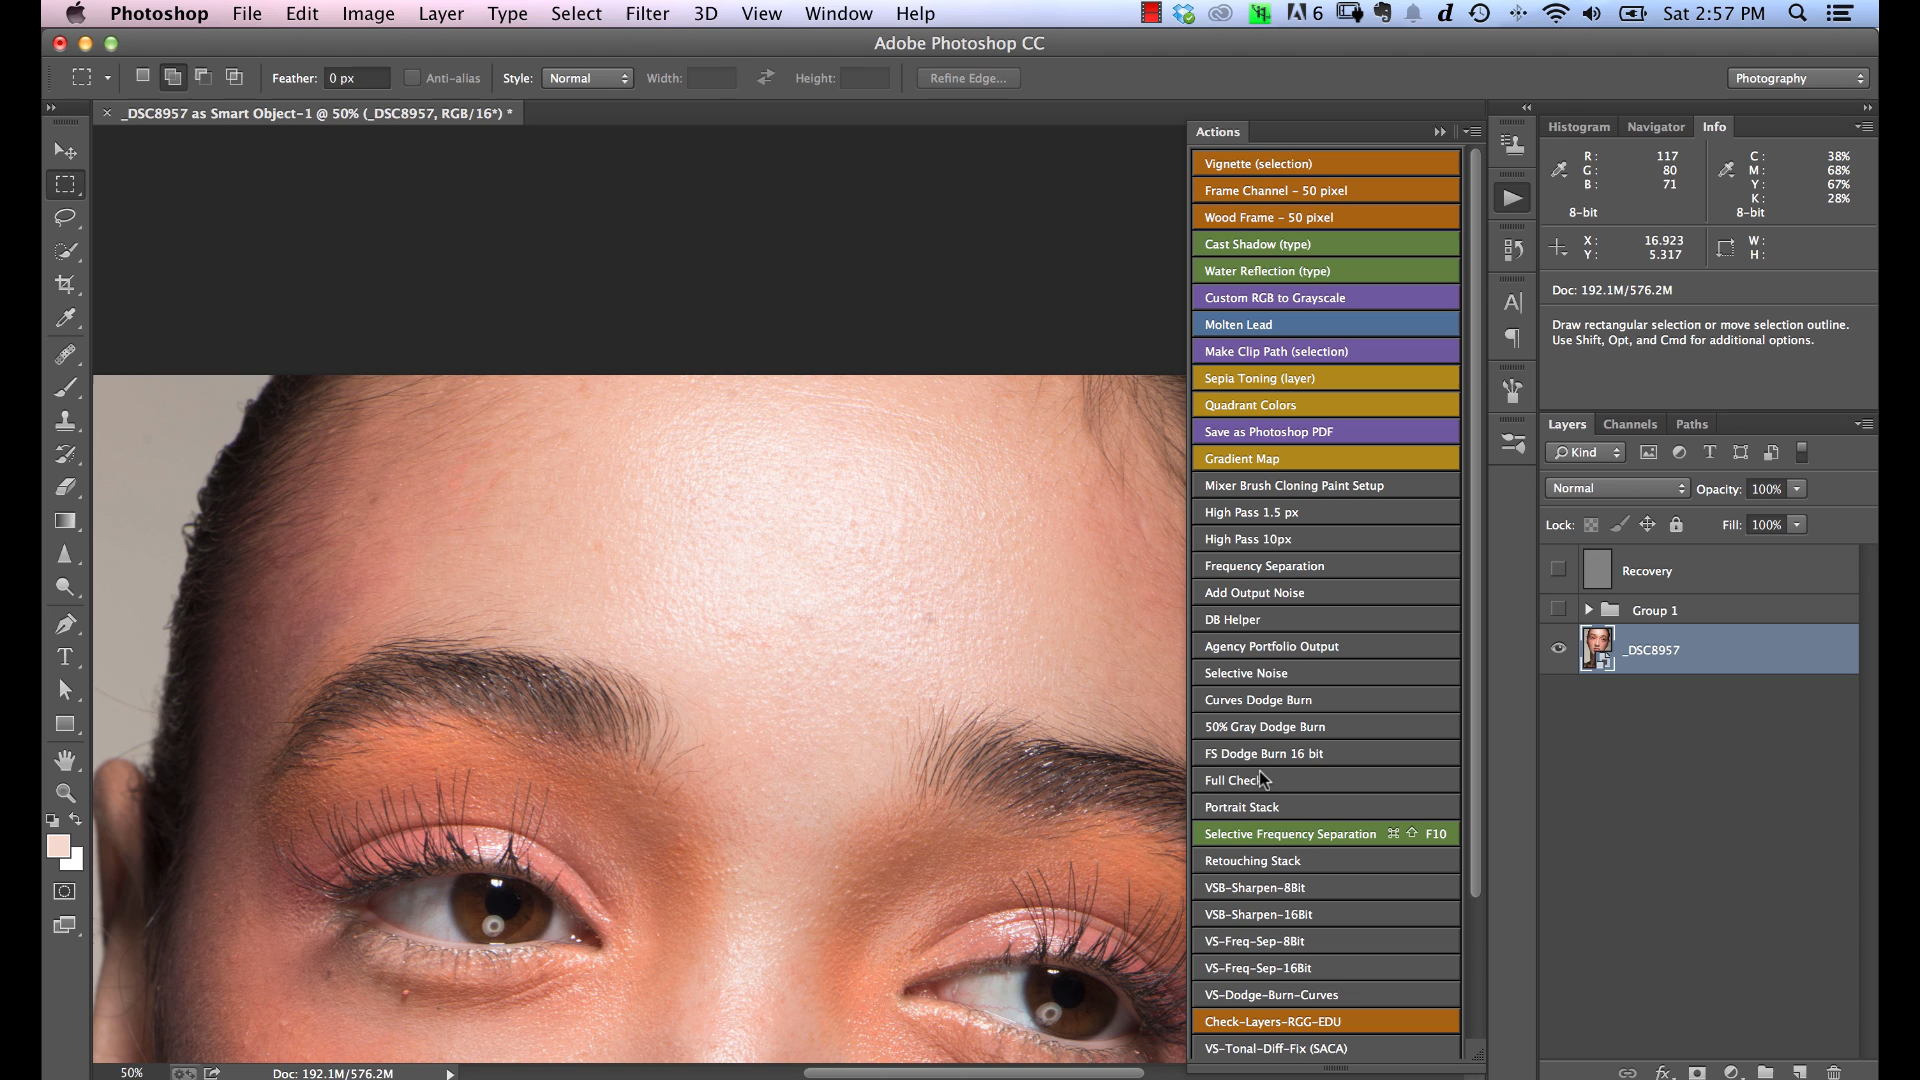 Photoshop File Edit Image Layer Type Select Filter 3D View Window Help 6 Sat 2:57 PM
Adobe Photoshop CC
Feather: 0 px Anti-alias Style: Normal Width: Height: Refine Edge... Photography
_DSC8957 as Smart Object-1 @ 50% (_DSC8957, RGB/16*) *
Actions
Vignette (selection)
Frame Channel - 50 pixel
Wood Frame - 50 pixel
Cast Shadow (type)
Water Reflection (type)
Custom RGB to Grayscale
Molten Lead
Make Clip Path (selection)
Sepia Toning (layer)
Quadrant Colors
Save as Photoshop PDF
Gradient Map
Mixer Brush Cloning Paint Setup
High Pass 1.5 px
High Pass 10px
Frequency Separation
Add Output Noise
DB Helper
Agency Portfolio Output
Selective Noise
Curves Dodge Burn
50% Gray Dodge Burn
FS Dodge Burn 16 bit
Full Check
Portrait Stack
Selective Frequency Separation ⌘ ⇧ F10
Retouching Stack
VSB-Sharpen-8Bit
VSB-Sharpen-16Bit
VS-Freq-Sep-8Bit
VS-Freq-Sep-16Bit
VS-Dodge-Burn-Curves
Check-Layers-RGG-EDU
VS-Tonal-Diff-Fix (SACA)
Histogram Navigator Info
R: 117 C: 38%
G: 80 M: 68%
B: 71 Y: 67%
K: 28%
8-bit 8-bit
X: 16.923 W:
Y: 5.317 H:
Doc: 192.1M/576.2M
Draw rectangular selection or move selection outline.
Use Shift, Opt, and Cmd for additional options.
Layers Channels Paths
Kind
Normal Opacity: 100%
Lock: Fill: 100%
Recovery
Group 1
_DSC8957
50% Doc: 192.1M/576.2M